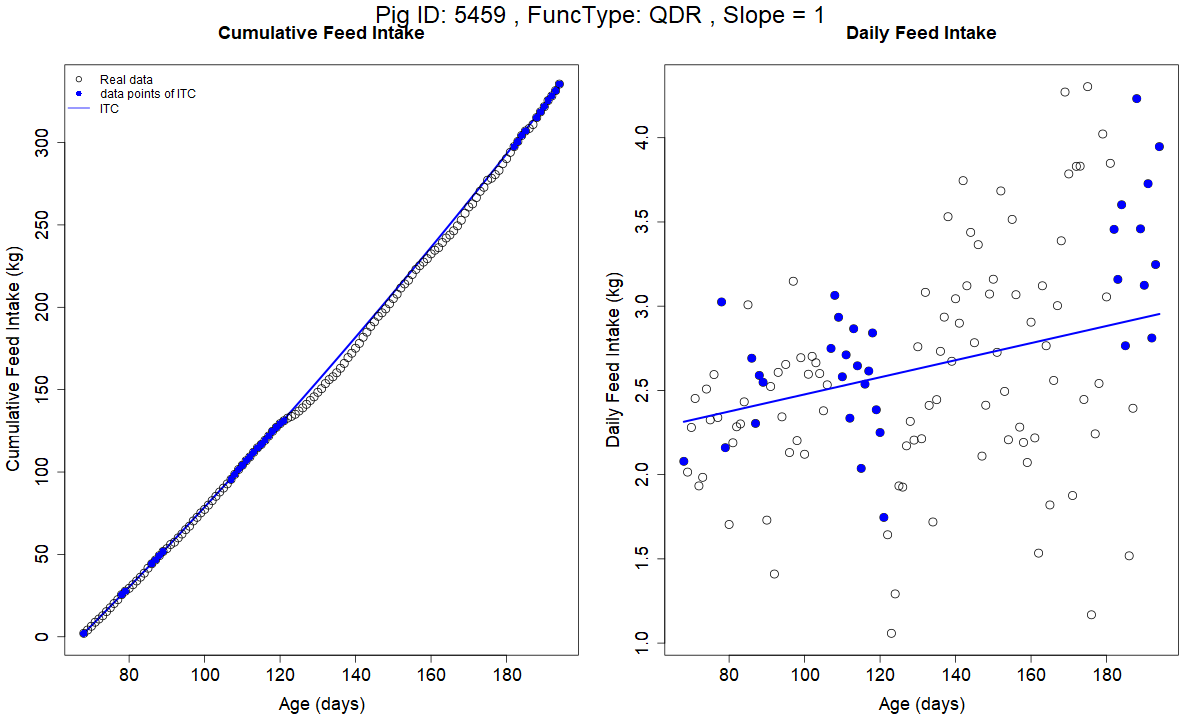 Pig ID: 5459 , FuncType: QDR , Slope = 1
Cumulative Feed Intake
Daily Feed Intake
Real data
data points of ITC
ITC
Cumulative Feed Intake (kg)
0
50
100
150
200
250
300
80
100
120
140
160
180
Age (days)
Daily Feed Intake (kg)
1.0
1.5
2.0
2.5
3.0
3.5
4.0
80
100
120
140
160
180
Age (days)